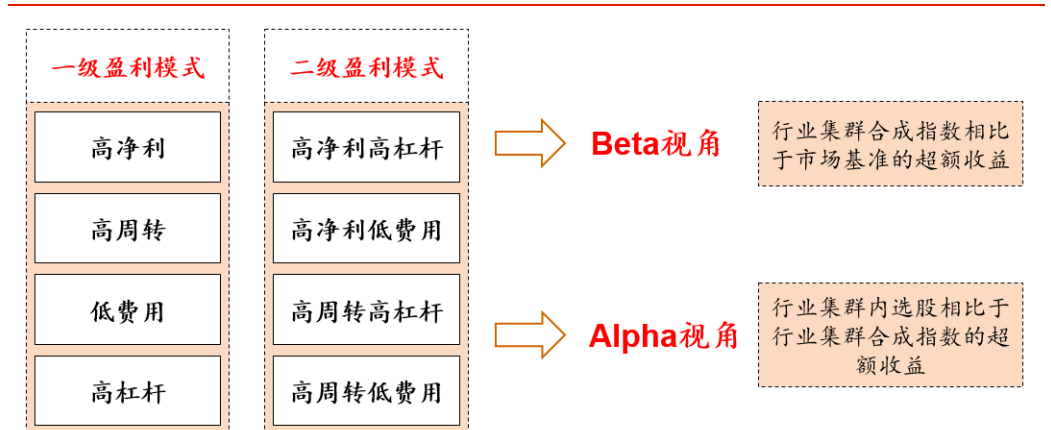 一级盈利模式
高净利
高周转
低费用
高杠杆
二级盈利模式
高净利高杠杆
高净利低费用
高周转高杠杆
高周转低费用
Beta视角
行业集群合成指数相比
于市场基准的超额收益
Alpha视角
行业集群内选股相比于
行业集群合成指数的超
额收益